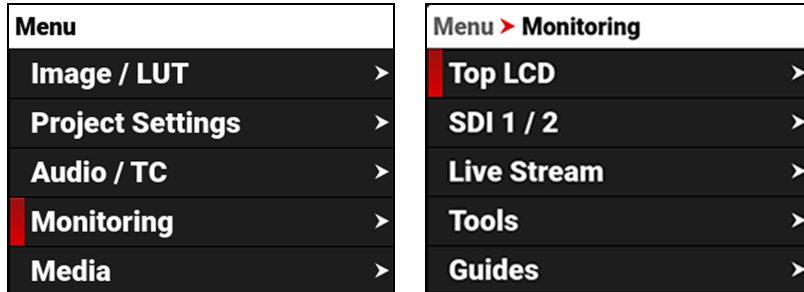 Menu
Image / LUT
Project Settings
Audio / TC
Monitoring
Media
Menu > Monitoring
Top LCD
SDI 1 / 2
Live Stream
Tools
Guides